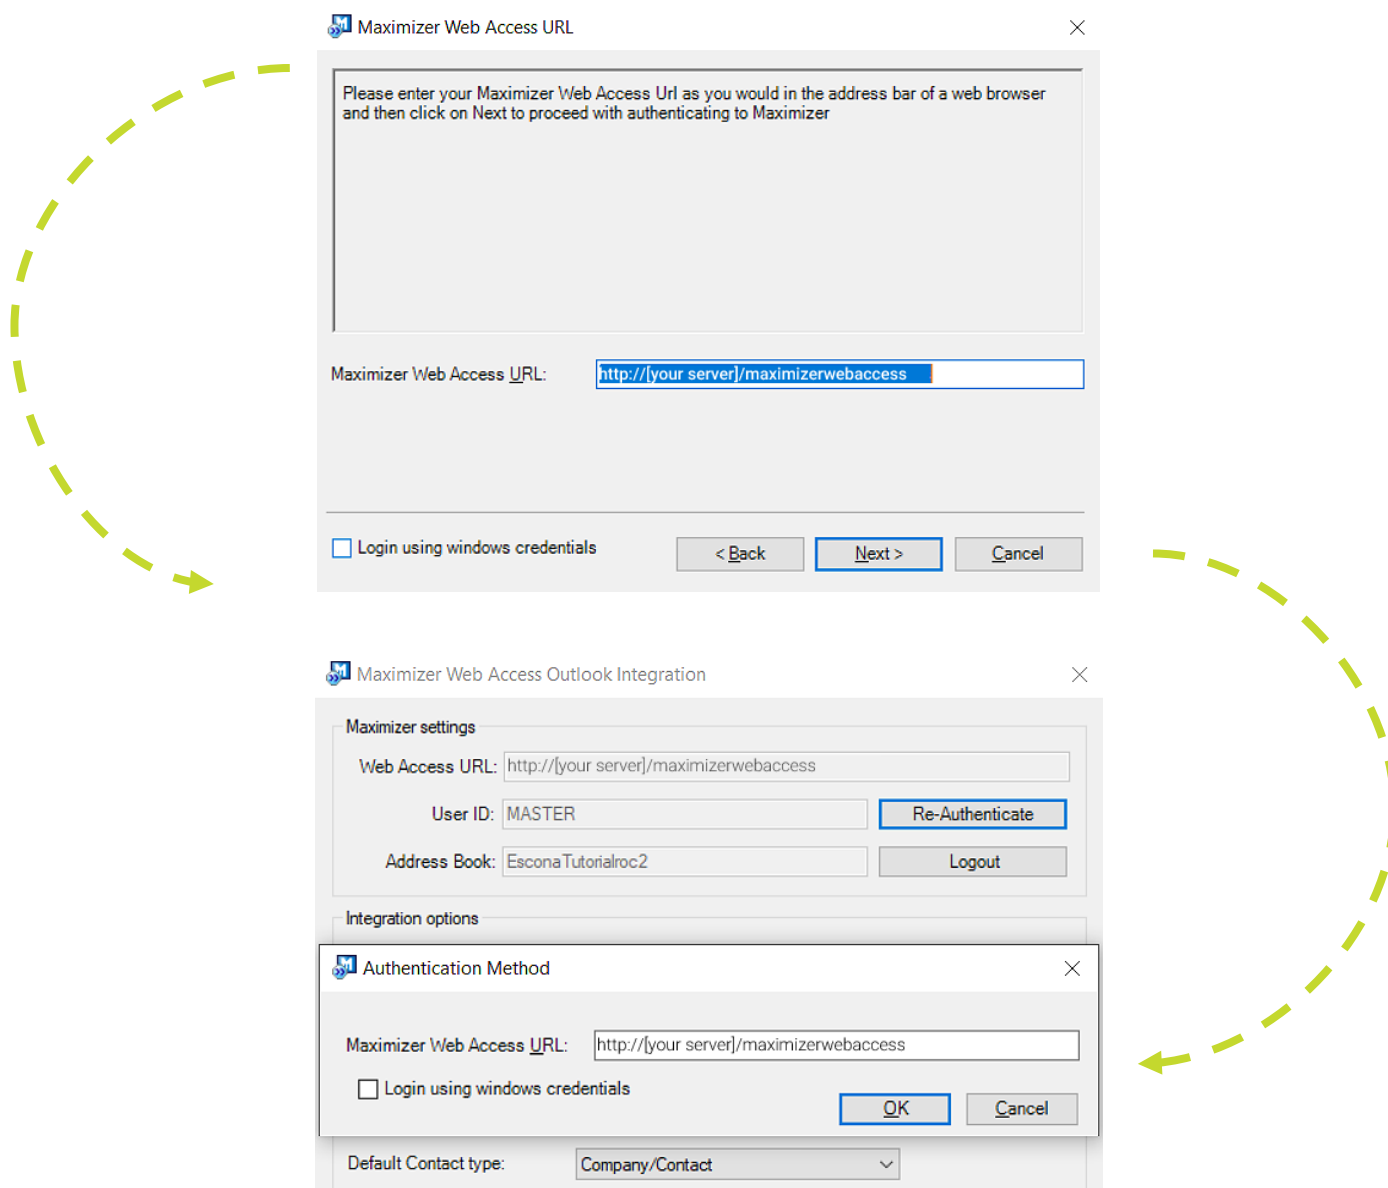 Maximizer Web Access URL
Please enter your Maximizer Web Access Url as you would in the address bar of a web browser
and then click on Next to proceed with authenticating to Maximizer
Maximizer Web Access URL: http://[your server]/maximizerwebaccess
Login using windows credentials
< Back Next > Cancel
Maximizer Web Access Outlook Integration
Maximizer settings
Web Access URL: http://[your server]/maximizerwebaccess
User ID: MASTER Re-Authenticate
Address Book: EsconaTutorialroc2 Logout
Integration options
Authentication Method
Maximizer Web Access URL: http://[your server]/maximizerwebaccess
Login using windows credentials
OK Cancel
Default Contact type: Company/Contact